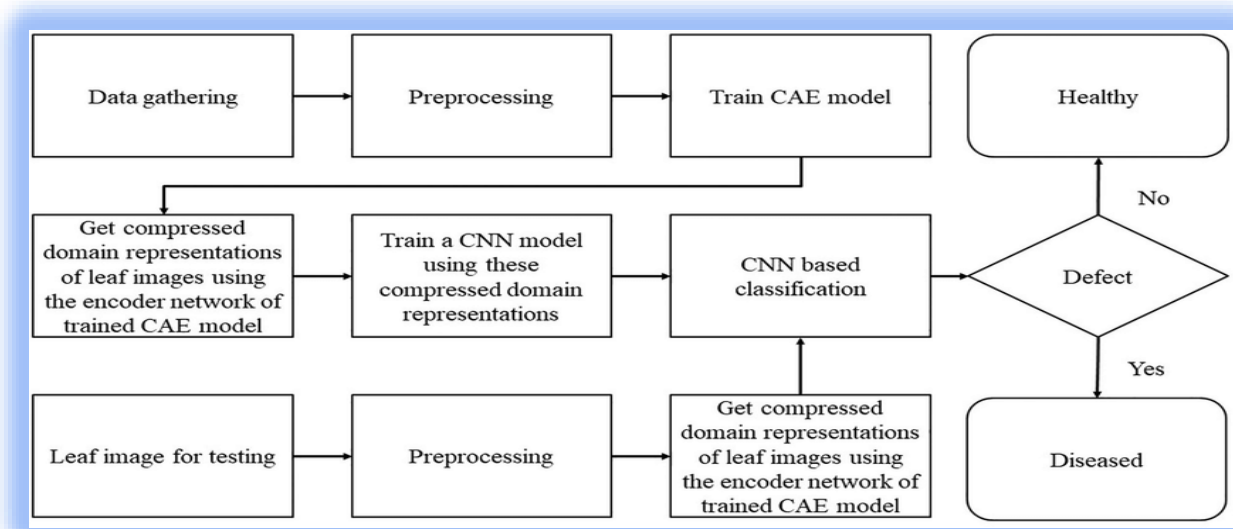 Data gathering
Preprocessing
Train CAE model
Healthy
Get compressed
domain representations
of leaf images using
the encoder network of
trained CAE model
Train a CNN model
using these
compressed domain
representations
CNN based
classification
No
Defect
Yes
Leaf image for testing
Preprocessing
Get compressed
domain representations
of leaf images using
the encoder network of
trained CAE model
Diseased